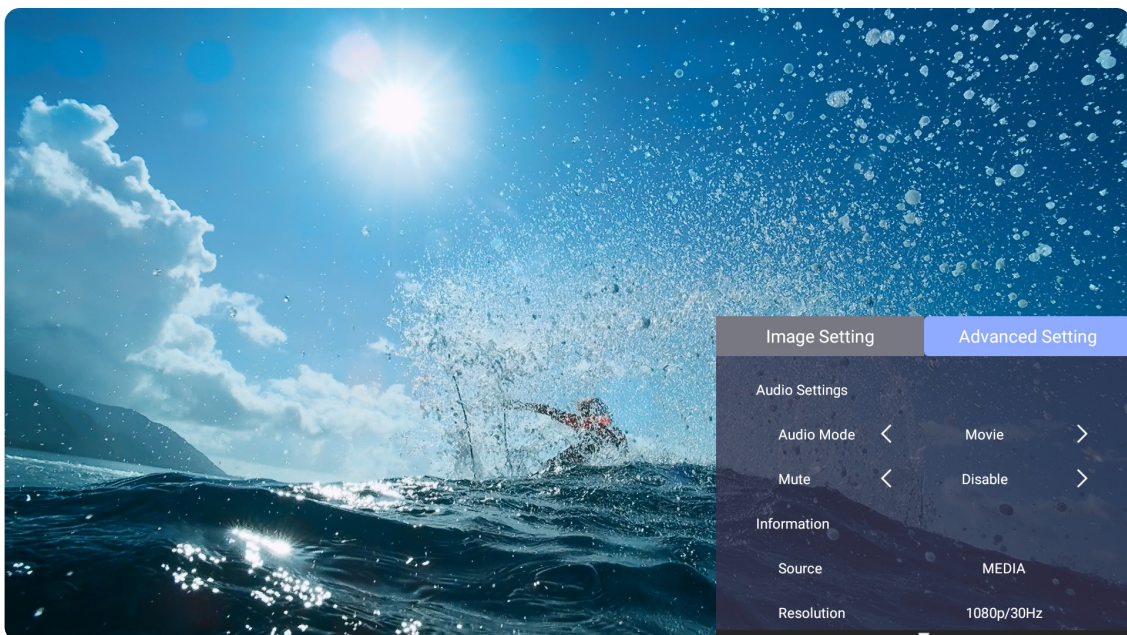 Image Setting Advanced Setting
Audio Settings
Audio Mode Movie
Mute Disable
Information
Source MEDIA
Resolution 1080p/30Hz